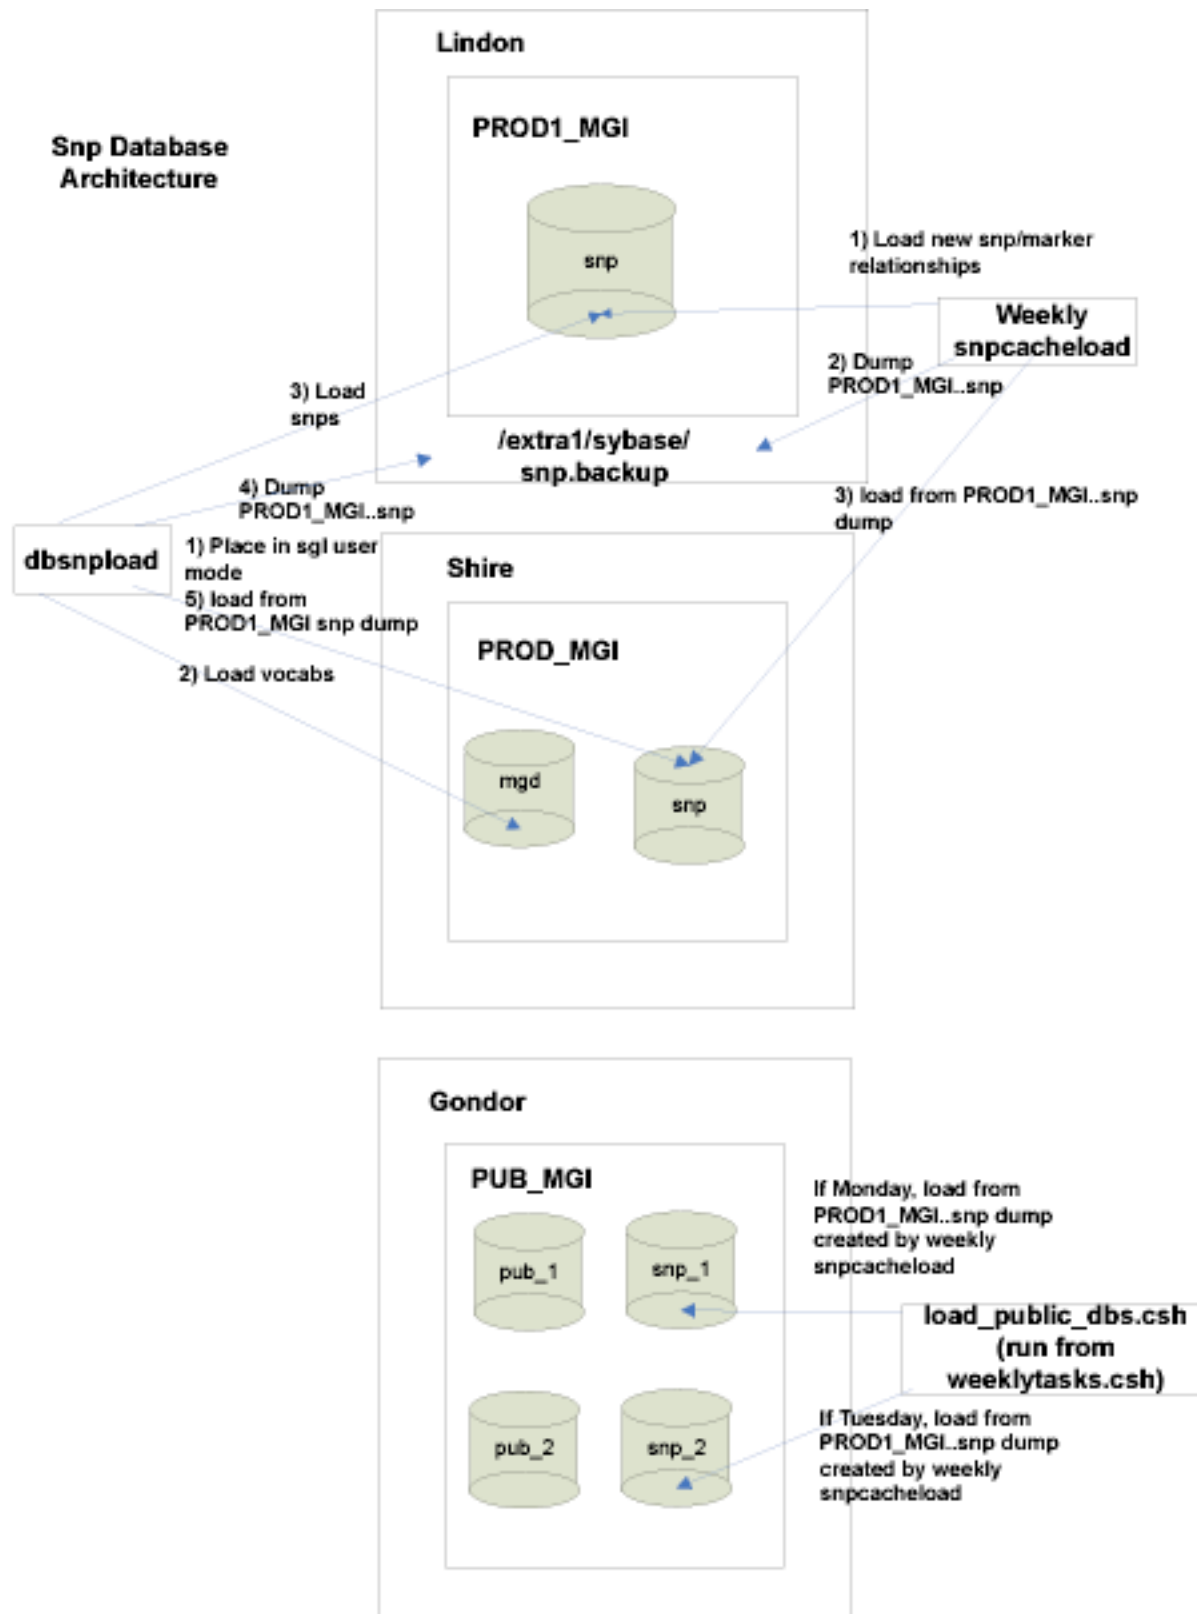 Lindon
PROD1_MGI
Snp Database
Architecture
snp
1) Load new snp/marker
relationships
Weekly
snpcacheload
2) Dump
PROD1_MGI..snp
3) Load
snps
/extra1/sybase/
snp.backup
4) Dump
PROD1_MGI..snp
3) load from PROD1_MGI..snp
dump
dbsnpload
1) Place in sgl user
mode
5) load from
PROD1_MGI snp dump
2) Load vocabs
Shire
PROD_MGI
mgd
snp
Gondor
PUB_MGI
pub_1
snp_1
If Monday, load from
PROD1_MGI..snp dump
created by weekly
snpcacheload
load_public_dbs.csh
(run from
weeklytasks.csh)
pub_2
snp_2
If Tuesday, load from
PROD1_MGI..snp dump
created by weekly
snpcacheload